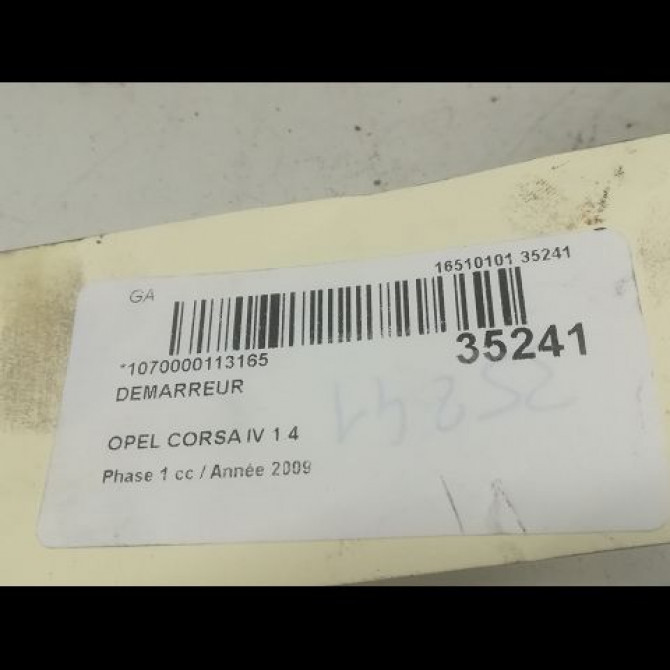 GA
16510101 35241
*1070000113165
35241
DEMARREUR
OPEL CORSA IV 1 4
Phase 1 cc / Année 2009